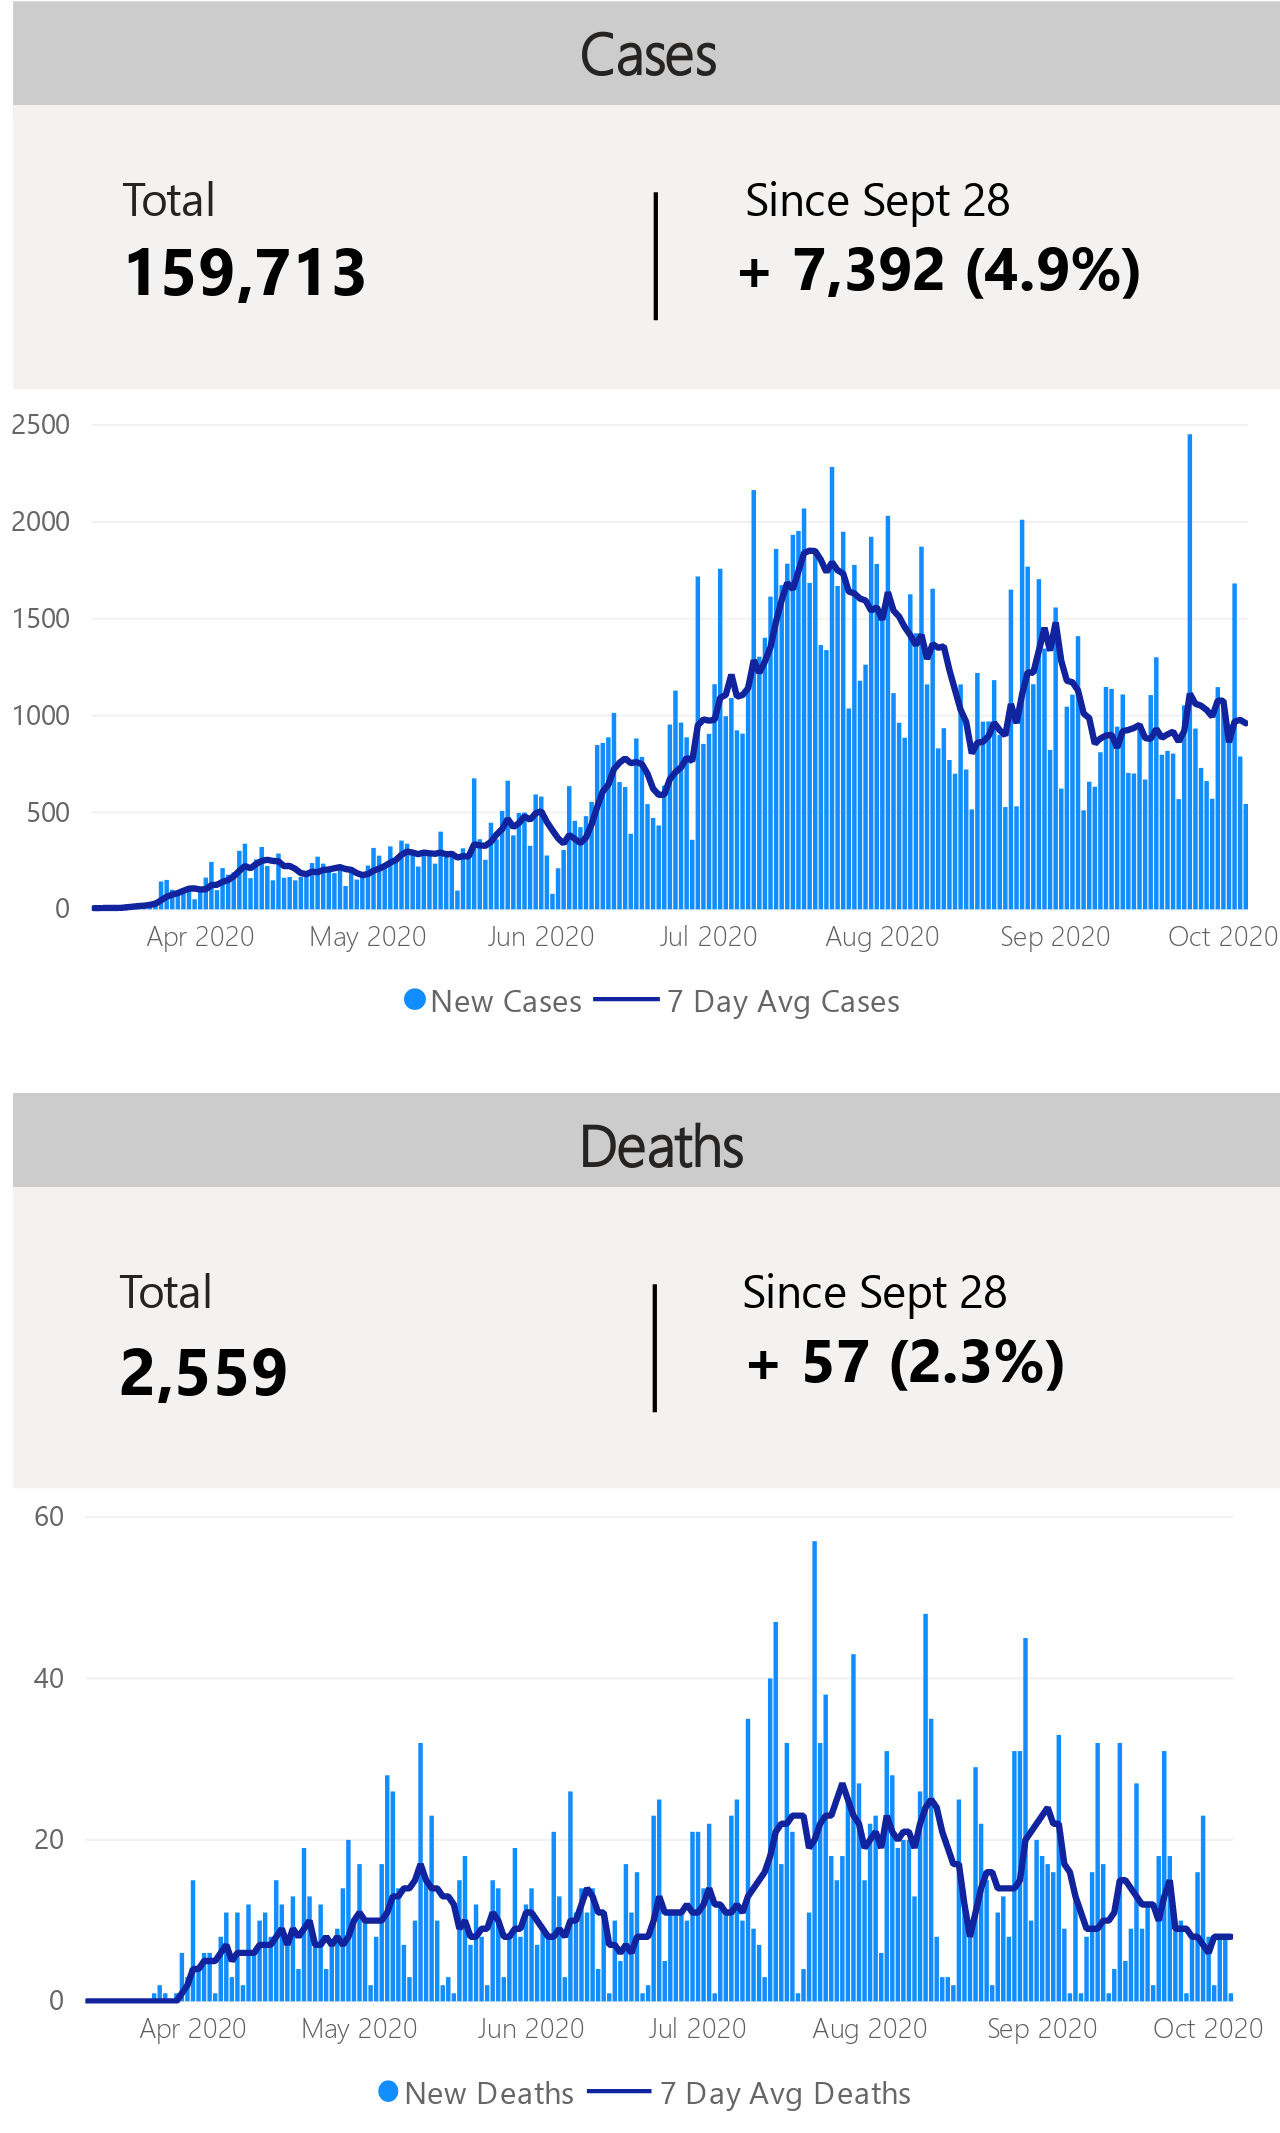 Cases
Total
Since Sept 28
159,713
+ 7,392 (4.9%)
2500
2000
1500
1000
500
0
Apr 2020
May 2020
Jun 2020
Jul 2020
Aug 2020
Sep 2020
Oct 2020
New Cases
7 Day Avg Cases
Deaths
Total
Since Sept 28
2,559
+ 57 (2.3%)
60
40
20
0
Apr 2020
May 2020
Jun 2020
Jul 2020
Aug 2020
Sep 2020
Oct 2020
New Deaths
7 Day Avg Deaths